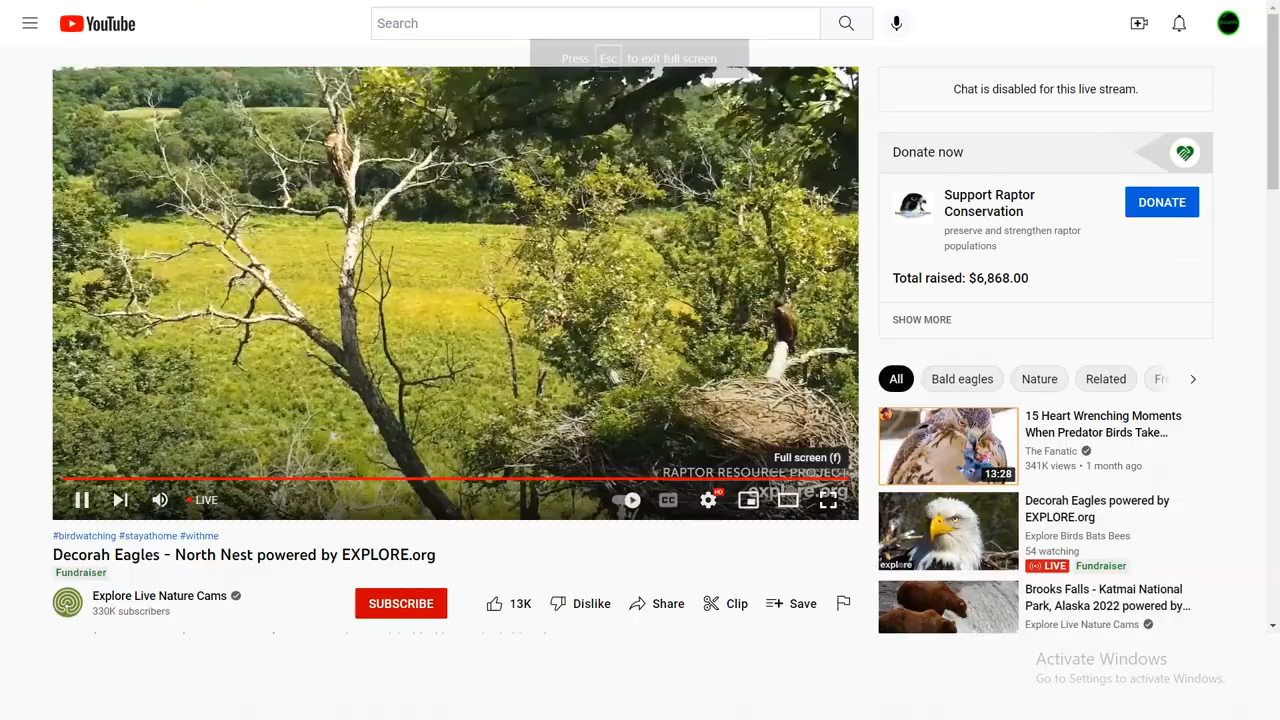 YouTube
Search
Press Esc to exit full screen
Chat is disabled for this live stream.
Donate now
Support Raptor
Conservation
DONATE
preserve and strengthen raptor
populations
Total raised: $6,868.00
SHOW MORE
All
Bald eagles
Nature
Related
Full screen (f)
RAPTOR RESOURCE PROJECT
explore.org
LIVE
CC
HD
#birdwatching #stayathome #withme
Decorah Eagles - North Nest powered by EXPLORE.org
Fundraiser
Explore Live Nature Cams
330K subscribers
SUBSCRIBE
13K
Dislike
Share
Clip
Save
15 Heart Wrenching Moments
When Predator Birds Take...
The Fanatic
341K views • 1 month ago
13:28
Decorah Eagles powered by
EXPLORE.org
Explore Birds Bats Bees
54 watching
LIVE Fundraiser
explore
Brooks Falls - Katmai National
Park, Alaska 2022 powered by...
Explore Live Nature Cams
Activate Windows
Go to Settings to activate Windows.